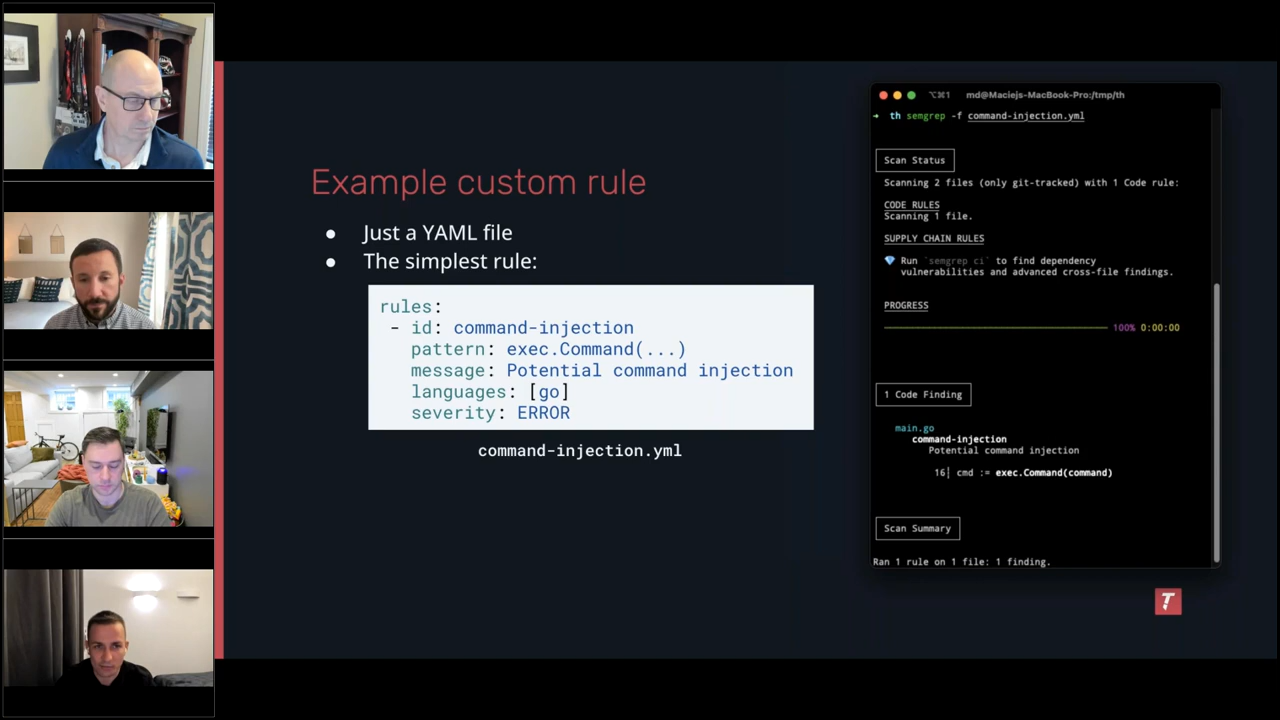 Example custom rule
● Just a YAML file
● The simplest rule:
rules:
- id: command-injection
pattern: exec.Command(...)
message: Potential command injection
languages: [go]
severity: ERROR
command-injection.yml
⌥⌘1 md@Maciejs-MacBook-Pro:/tmp/th
→ th semgrep -f command-injection.yml
Scan Status
Scanning 2 files (only git-tracked) with 1 Code rule:
CODE RULES
Scanning 1 file.
SUPPLY CHAIN RULES
💎 Run `semgrep ci` to find dependency
vulnerabilities and advanced cross-file findings.
PROGRESS
100% 0:00:00
1 Code Finding
main.go
command-injection
Potential command injection
16┆ cmd := exec.Command(command)
Scan Summary
Ran 1 rule on 1 file: 1 finding.
T